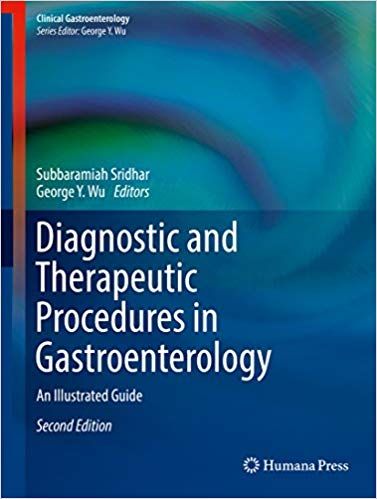 Clinical Gastroenterology
Series Editor: George Y. Wu
Subbaramiah Sridhar
George Y. Wu Editors
Diagnostic and
Therapeutic
Procedures in
Gastroenterology
An Illustrated Guide
Second Edition
Humana Press